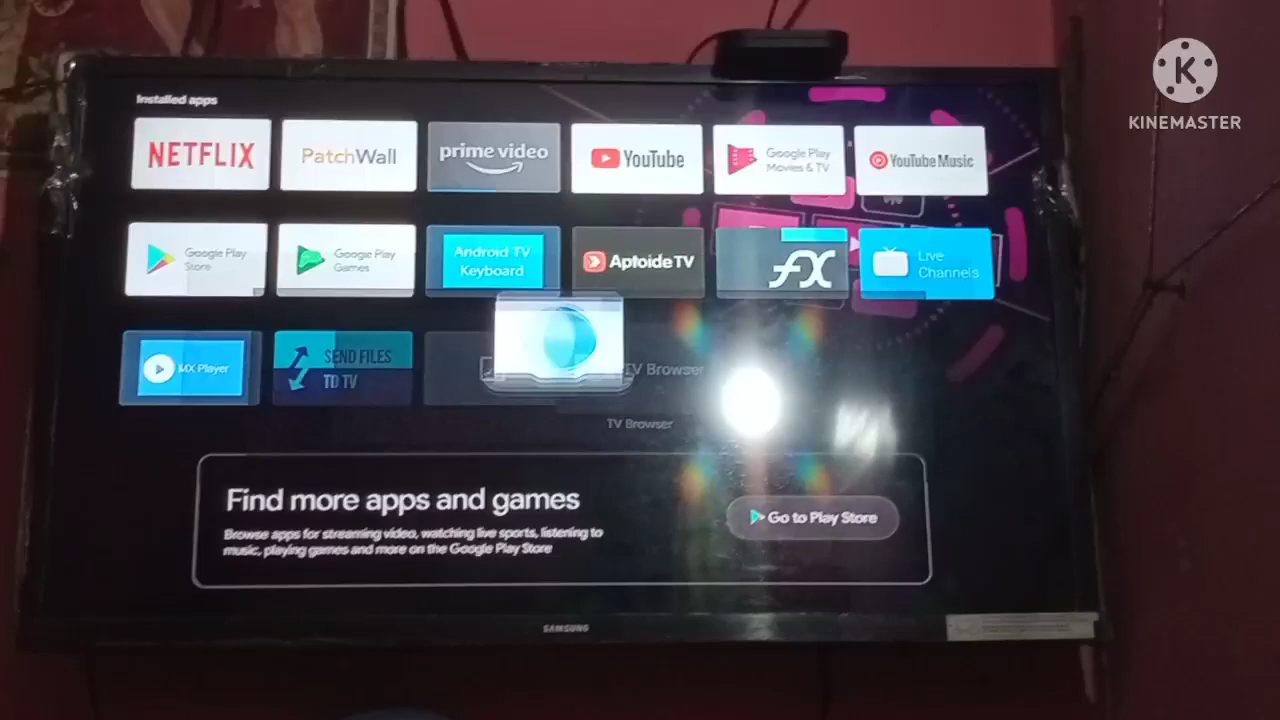 Installed apps
NETFLIX
PatchWall
prime video
YouTube
Google Play
Movies & TV
YouTube Music
Google Play
Store
Google Play
Games
Android TV
Keyboard
Aptoide TV
fX
Live
Channels
MX Player
SEND FILES
TO TV
TV Browser
TV Browser
Find more apps and games
Browse apps for streaming video, watching live sports, listening to
music, playing games and more on the Google Play Store
Go to Play Store
SAMSUNG
K
KINEMASTER